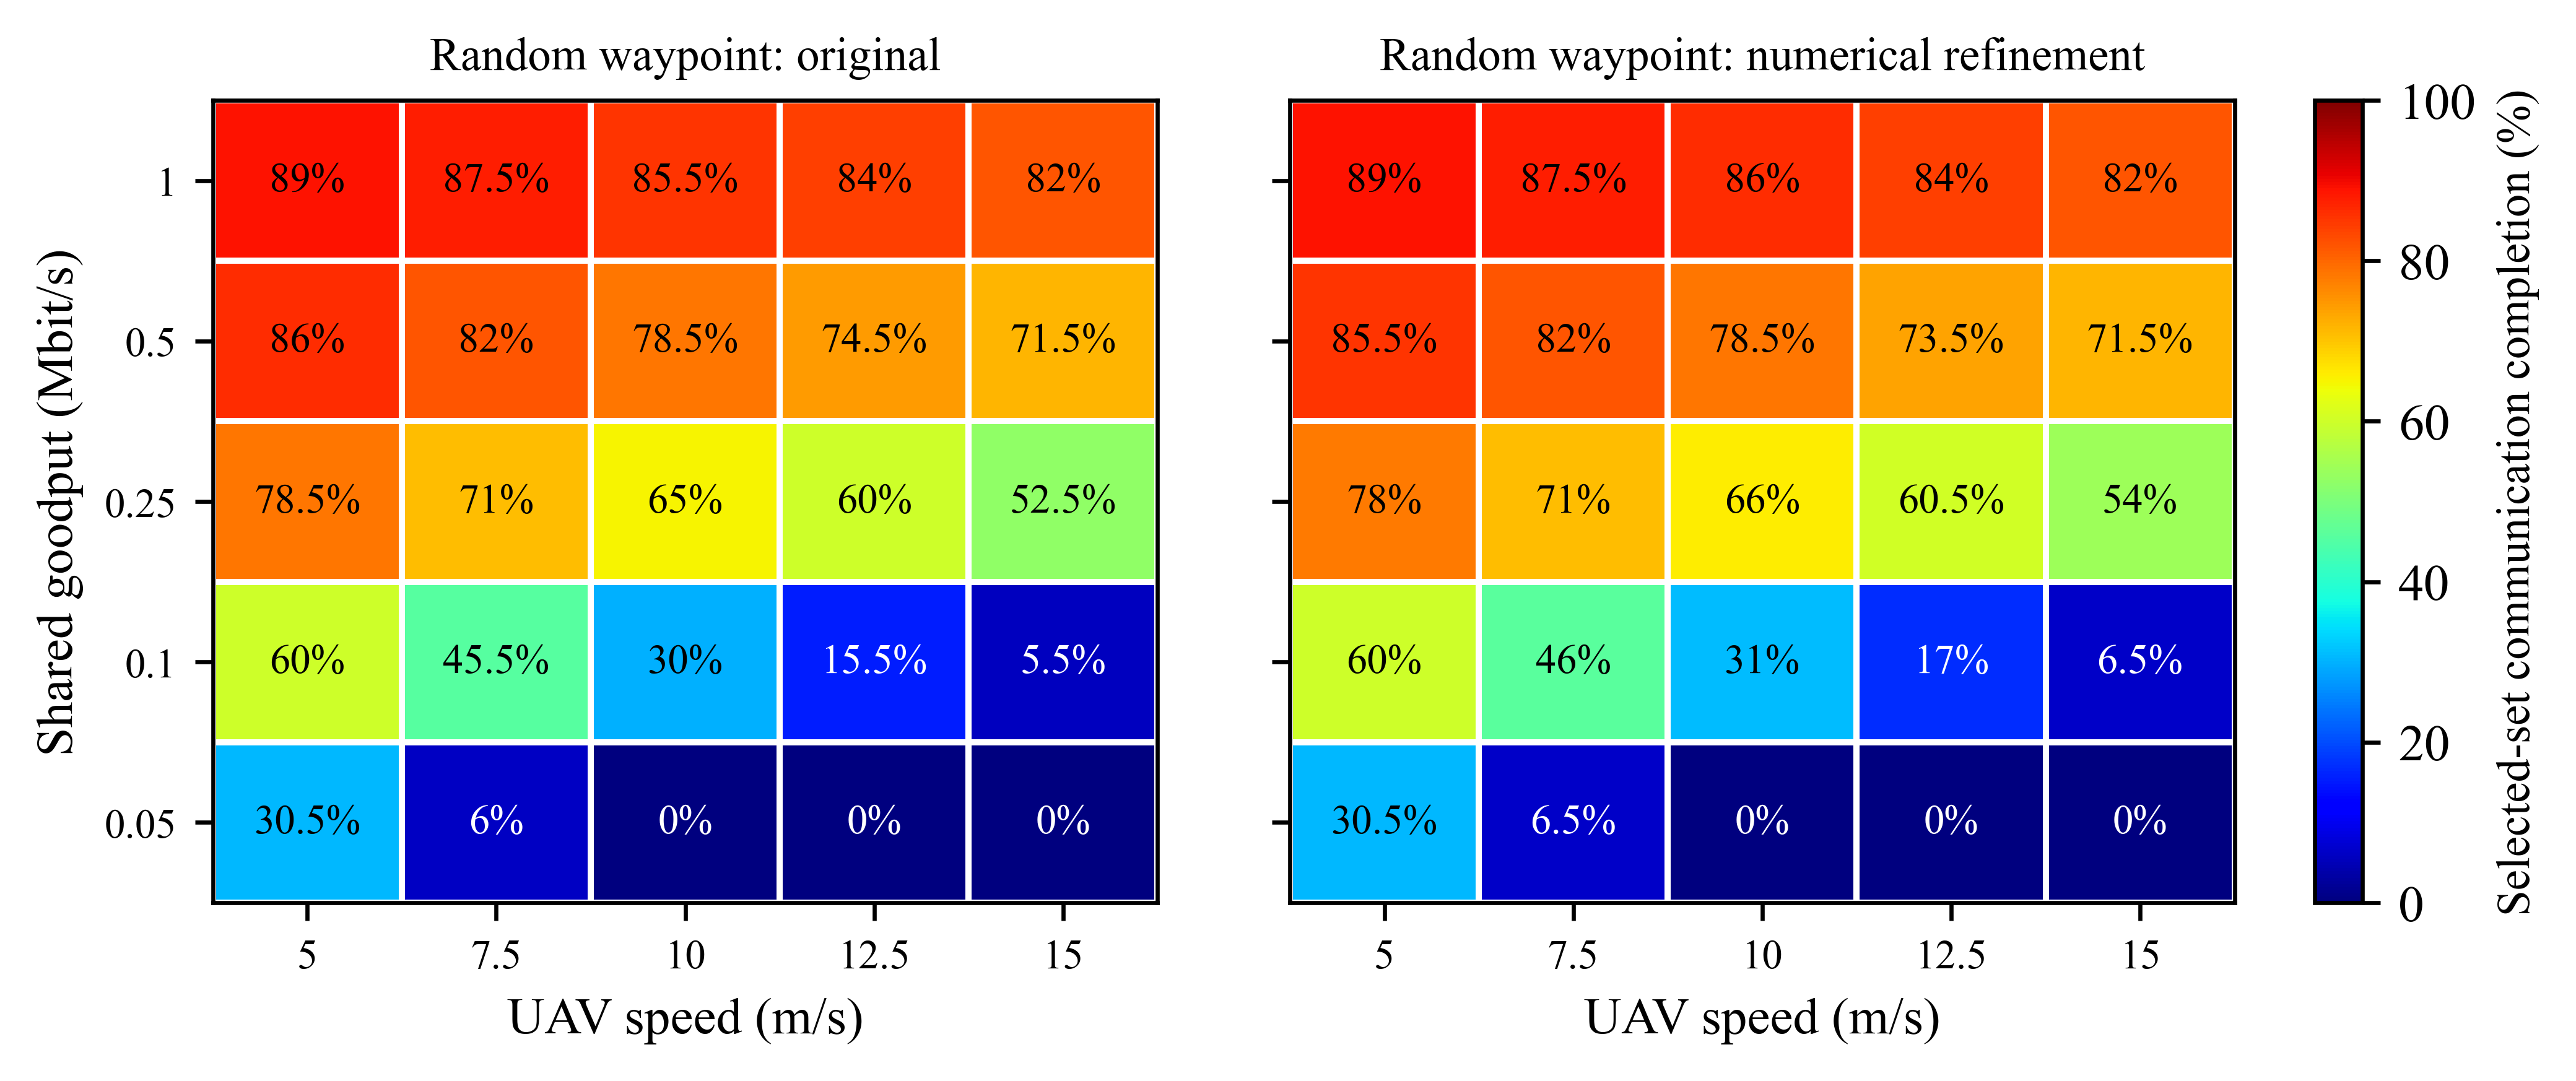 Random waypoint: original
Random waypoint: numerical refinement
Shared goodput (Mbit/s)
1
89% 87.5% 85.5% 84% 82%
0.5
86% 82% 78.5% 74.5% 71.5%
0.25
78.5% 71% 65% 60% 52.5%
0.1
60% 45.5% 30% 15.5% 5.5%
0.05
30.5% 6% 0% 0% 0%
5 7.5 10 12.5 15
UAV speed (m/s)
89% 87.5% 86% 84% 82%
85.5% 82% 78.5% 73.5% 71.5%
78% 71% 66% 60.5% 54%
60% 46% 31% 17% 6.5%
30.5% 6.5% 0% 0% 0%
5 7.5 10 12.5 15
UAV speed (m/s)
100
80
60
40
20
0
Selected-set communication completion (%)